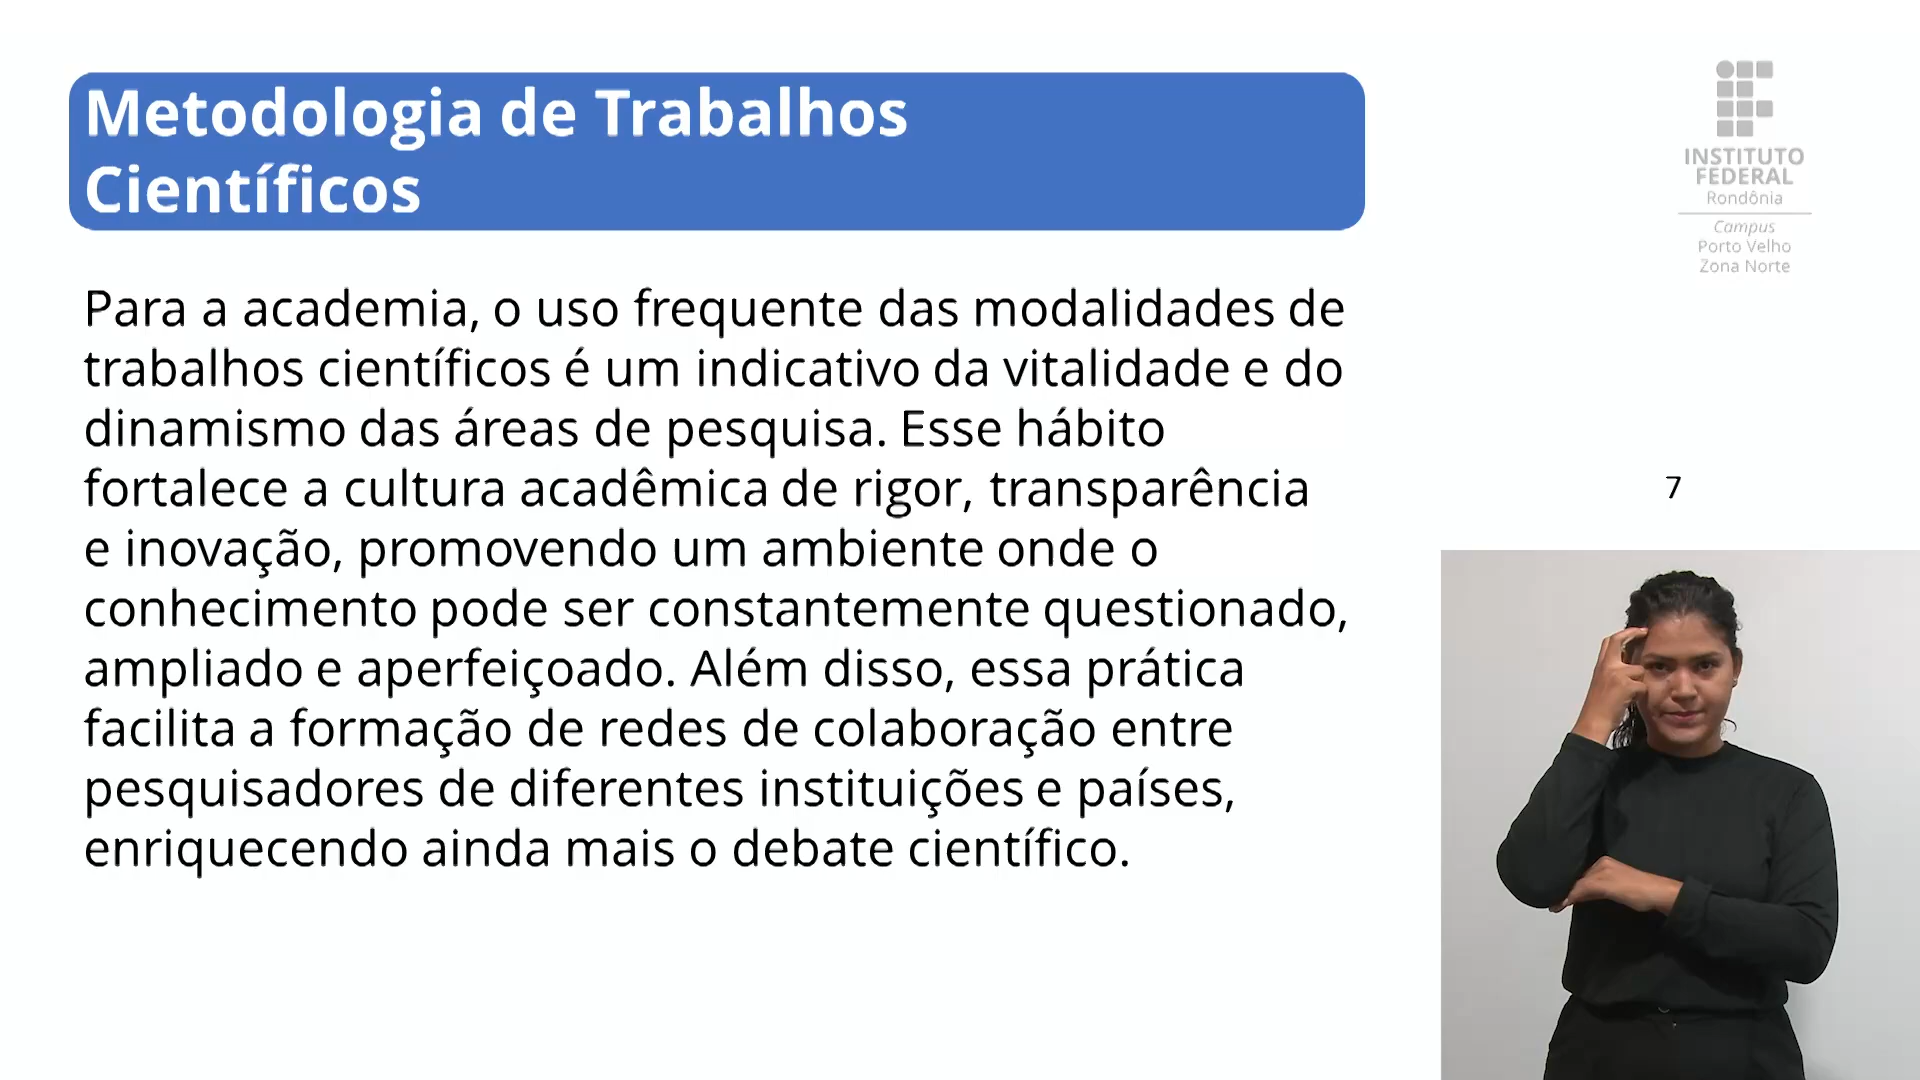 Metodologia de Trabalhos
Científicos
INSTITUTO
FEDERAL
Rondônia
Campus
Porto Velho
Zona Norte
Para a academia, o uso frequente das modalidades de
trabalhos científicos é um indicativo da vitalidade e do
dinamismo das áreas de pesquisa. Esse hábito
fortalece a cultura acadêmica de rigor, transparência
e inovação, promovendo um ambiente onde o
conhecimento pode ser constantemente questionado,
ampliado e aperfeiçoado. Além disso, essa prática
facilita a formação de redes de colaboração entre
pesquisadores de diferentes instituições e países,
enriquecendo ainda mais o debate científico.
7